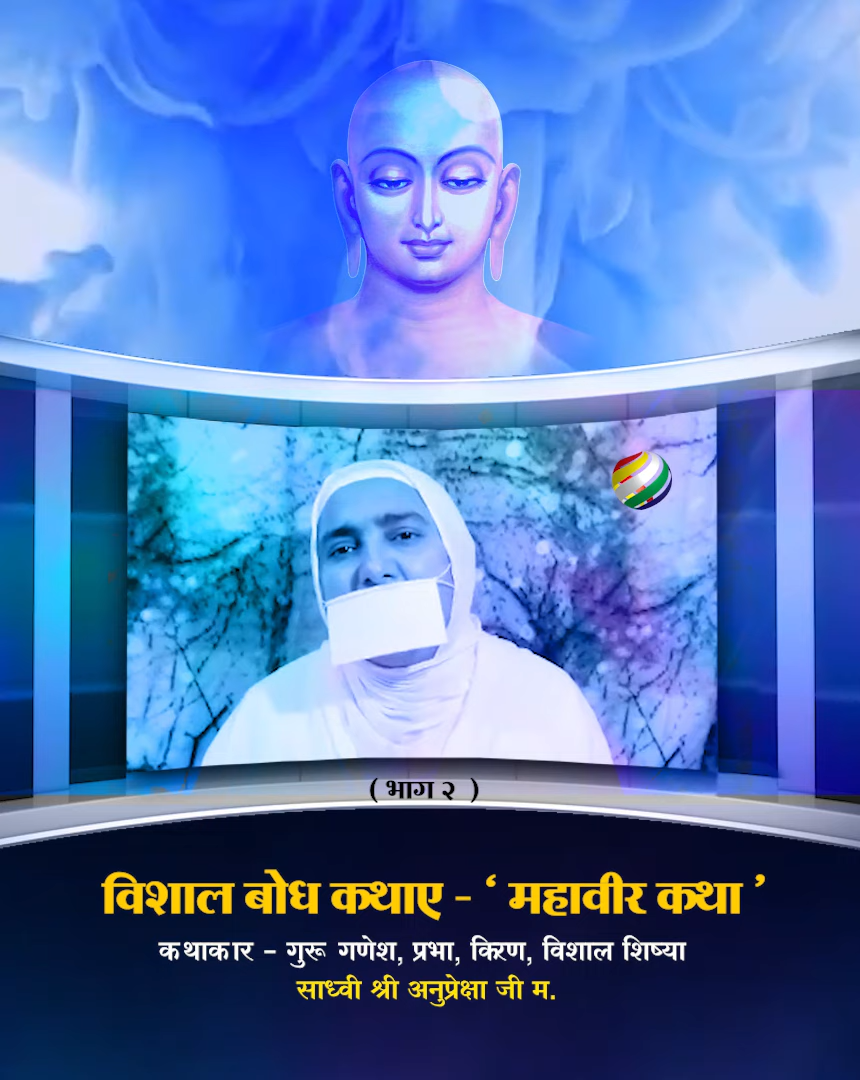 ( भाग २ )
विशाल बोध कथाए - ‘ महावीर कथा ’
कथाकार - गुरू गणेश, प्रभा, किरण, विशाल शिष्या
साध्वी श्री अनुप्रेक्षा जी म.